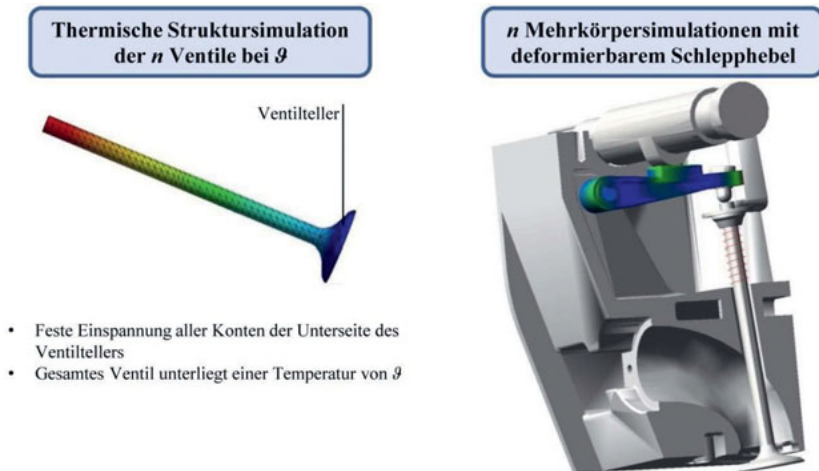 Thermische Struktursimulation
der n Ventile bei ϑ
n Mehrkörpersimulationen mit
deformierbarem Schlepphebel
Ventilteller
• Feste Einspannung aller Konten der Unterseite des
Ventiltellers
• Gesamtes Ventil unterliegt einer Temperatur von ϑ